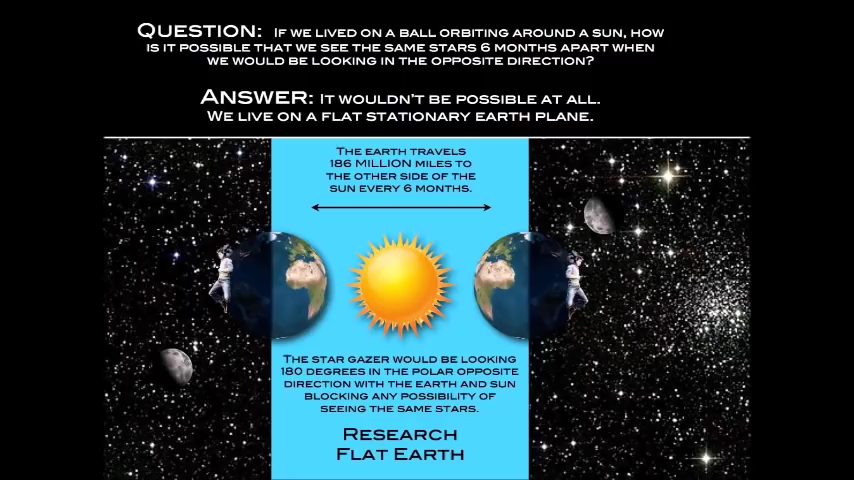 QUESTION: IF WE LIVED ON A BALL ORBITING AROUND A SUN, HOW
IS IT POSSIBLE THAT WE SEE THE SAME STARS 6 MONTHS APART WHEN
WE WOULD BE LOOKING IN THE OPPOSITE DIRECTION?
ANSWER: IT WOULDN'T BE POSSIBLE AT ALL.
WE LIVE ON A FLAT STATIONARY EARTH PLANE.
THE EARTH TRAVELS
186 MILLION MILES TO
THE OTHER SIDE OF THE
SUN EVERY 6 MONTHS.
THE STAR GAZER WOULD BE LOOKING
180 DEGREES IN THE POLAR OPPOSITE
DIRECTION WITH THE EARTH AND SUN
BLOCKING ANY POSSIBILITY OF
SEEING THE SAME STARS.
RESEARCH
FLAT EARTH